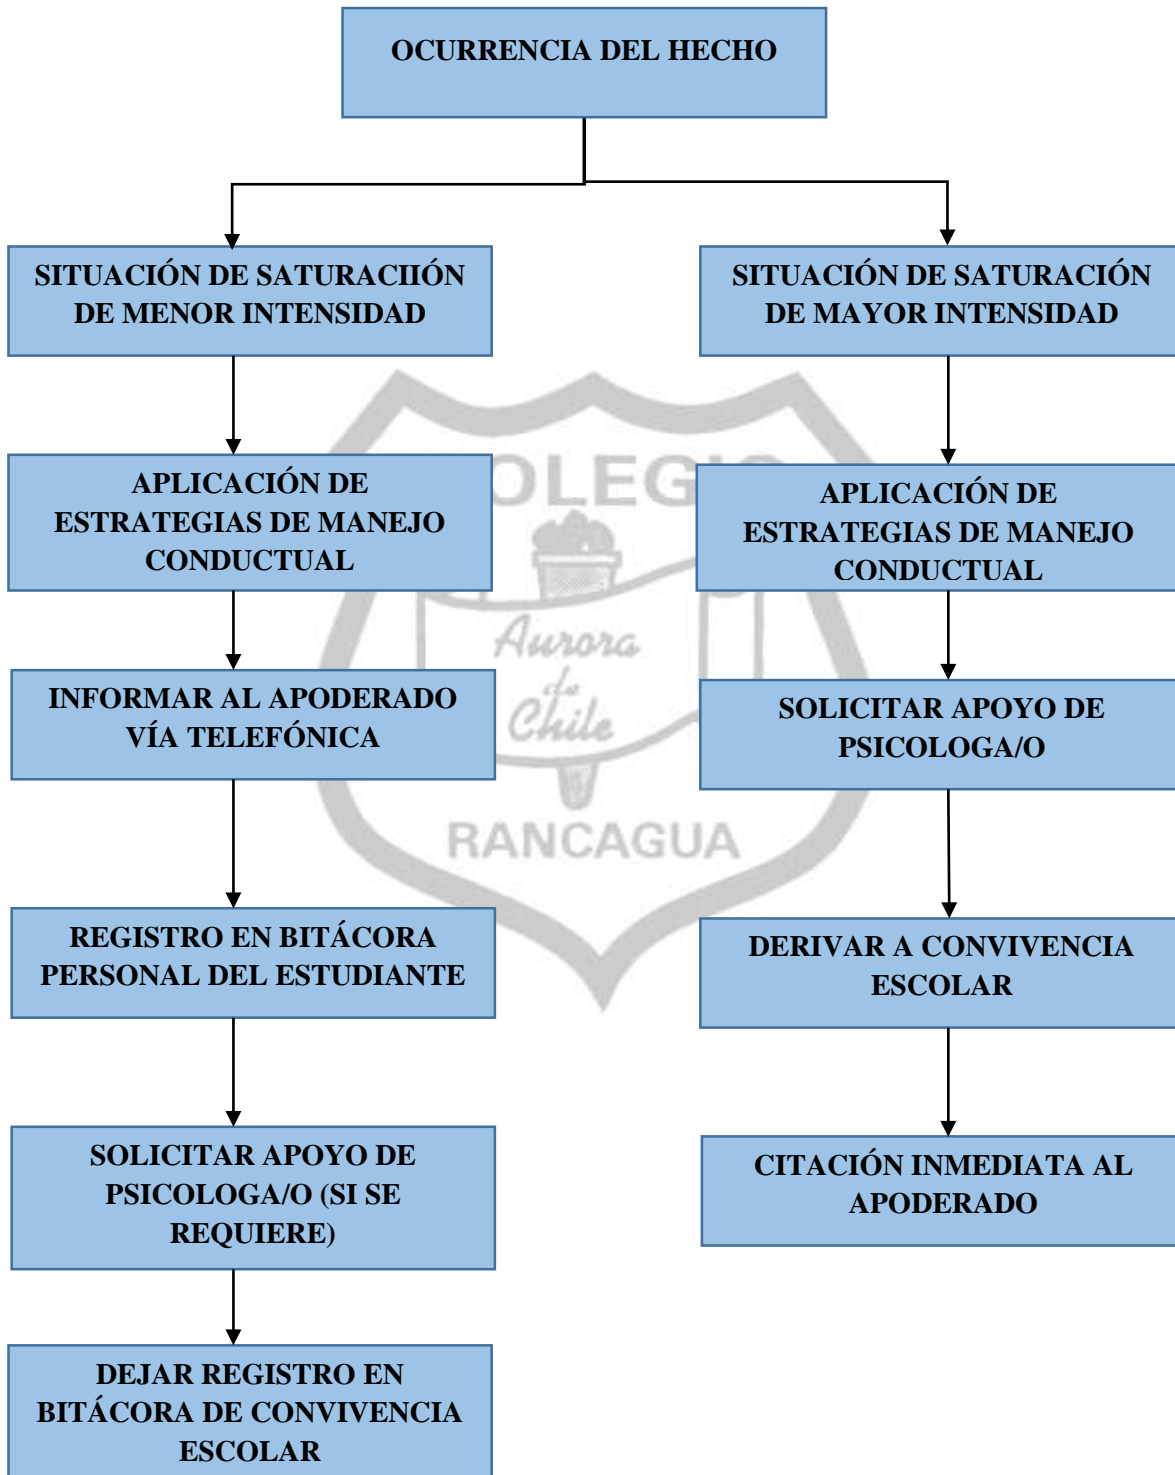 OCURRENCIA DEL HECHO
SITUACIÓN DE SATURACIIÓN
DE MENOR INTENSIDAD
APLICACIÓN DE
ESTRATEGIAS DE MANEJO
CONDUCTUAL
INFORMAR AL APODERADO
VÍA TELEFÓNICA
REGISTRO EN BITÁCORA
PERSONAL DEL ESTUDIANTE
SOLICITAR APOYO DE
PSICOLOGA/O (SI SE
REQUIERE)
DEJAR REGISTRO EN
BITÁCORA DE CONVIVENCIA
ESCOLAR
SITUACIÓN DE SATURACIÓN
DE MAYOR INTENSIDAD
APLICACIÓN DE
ESTRATEGIAS DE MANEJO
CONDUCTUAL
SOLICITAR APOYO DE
PSICOLOGA/O
DERIVAR A CONVIVENCIA
ESCOLAR
CITACIÓN INMEDIATA AL
APODERADO
COLEGIO
Aurora
de
Chile
RANCAGUA